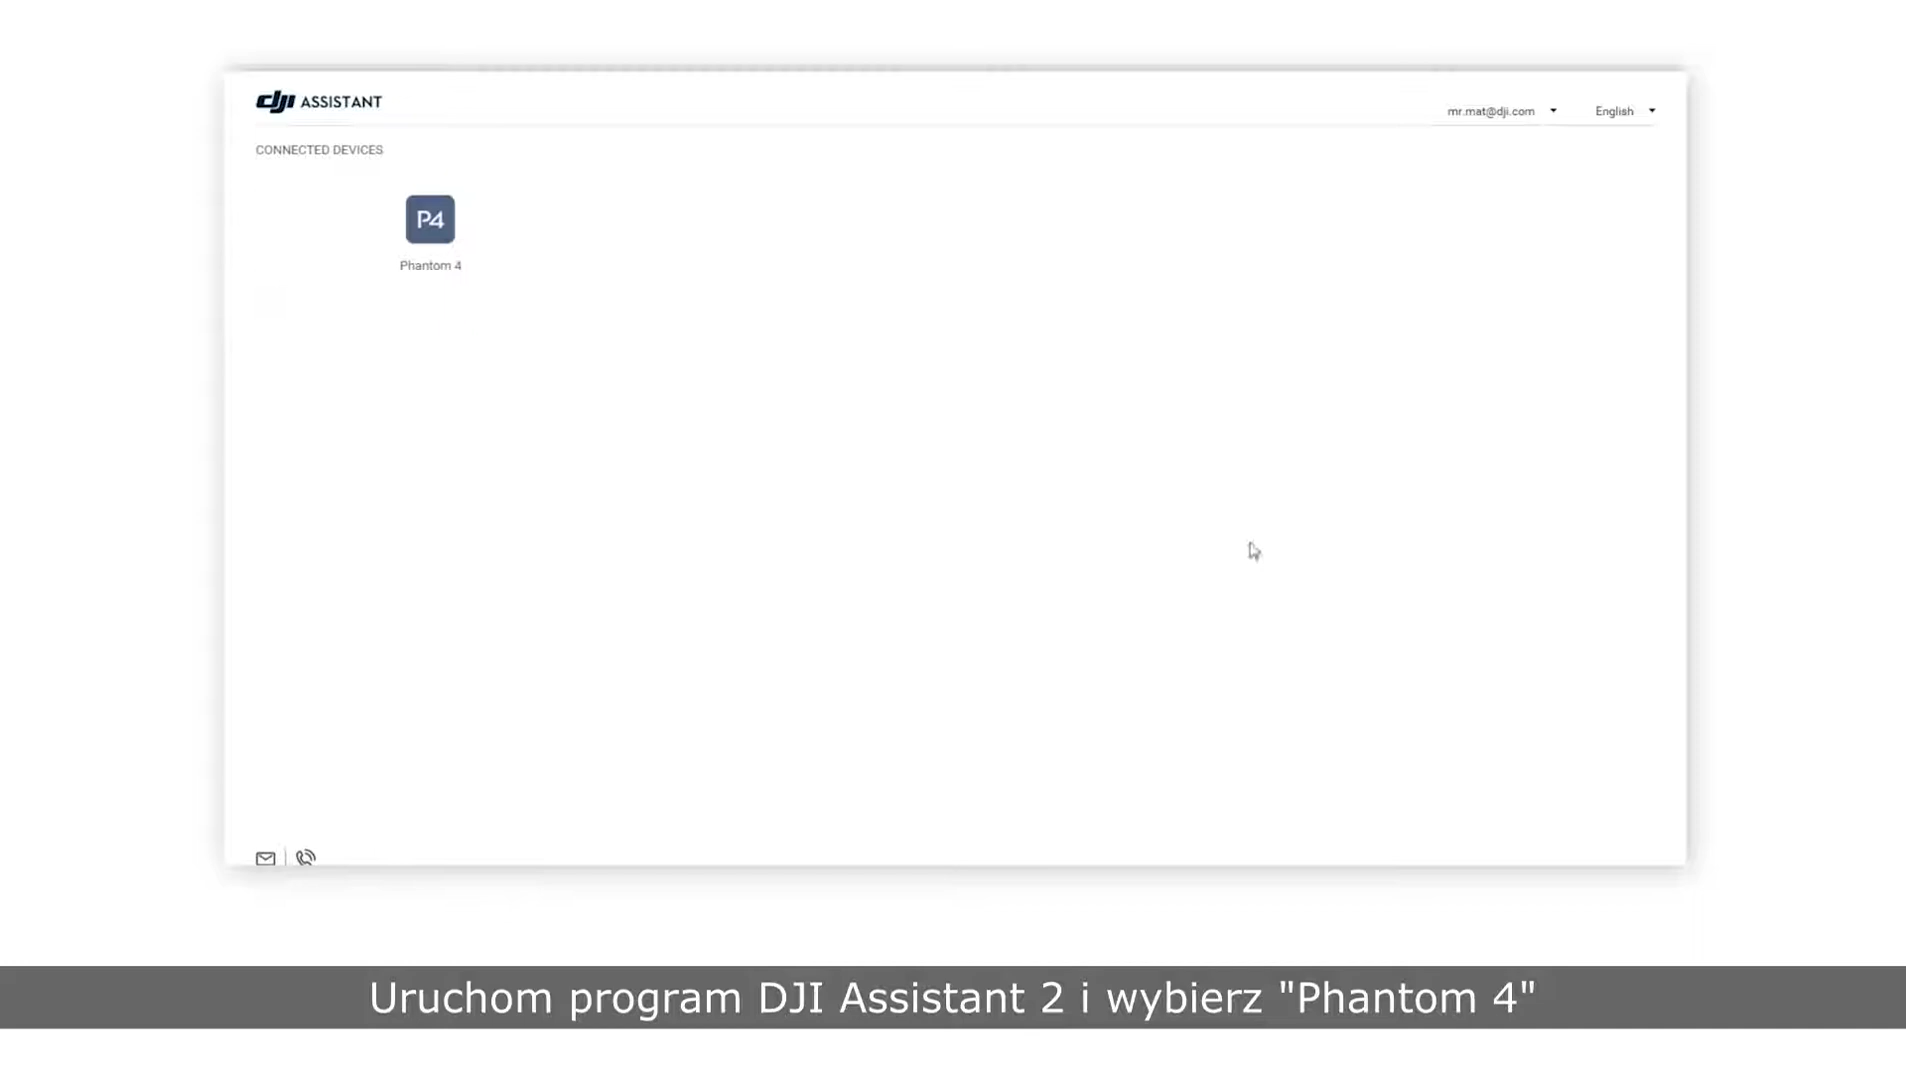 dji ASSISTANT
mr.mat@dji.com English
CONNECTED DEVICES
P4
Phantom 4
Uruchom program DJI Assistant 2 i wybierz "Phantom 4"